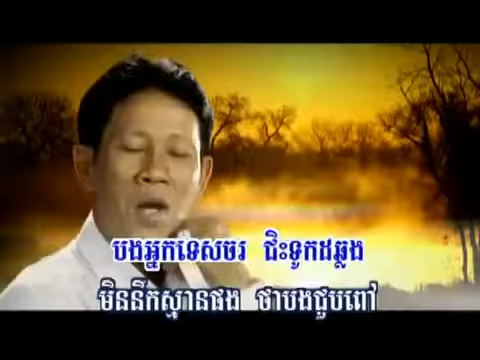 បងអ្នកទេសចរ ជិះទូកដឆ្លង
មិននឹកស្មានផង ថាបងជួបពៅ